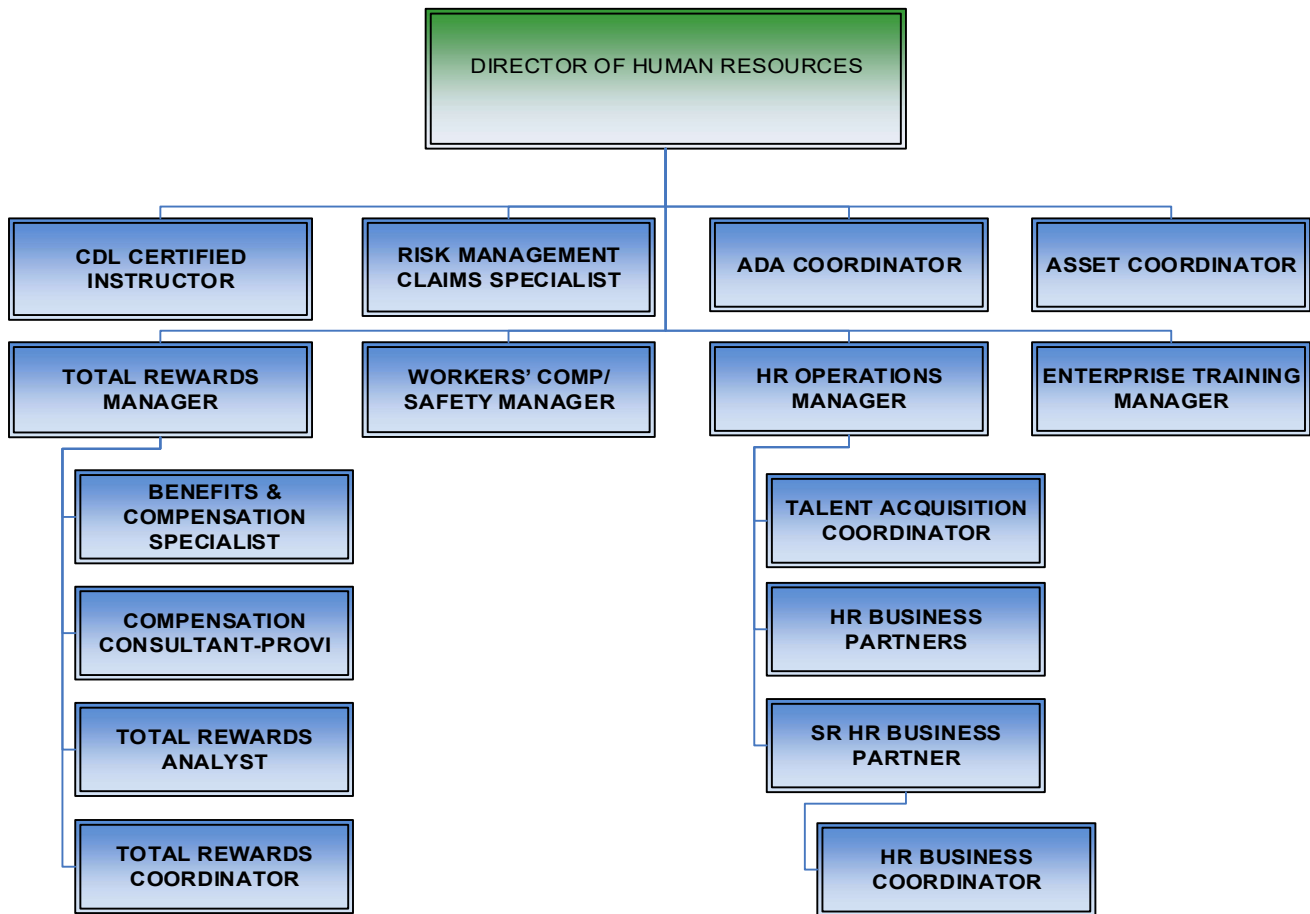 DIRECTOR OF HUMAN RESOURCES
CDL CERTIFIED
INSTRUCTOR
RISK MANAGEMENT
CLAIMS SPECIALIST
ADA COORDINATOR
ASSET COORDINATOR
TOTAL REWARDS
MANAGER
WORKERS’ COMP/
SAFETY MANAGER
HR OPERATIONS
MANAGER
ENTERPRISE TRAINING
MANAGER
BENEFITS &
COMPENSATION
SPECIALIST
COMPENSATION
CONSULTANT-PROVI
TOTAL REWARDS
ANALYST
TOTAL REWARDS
COORDINATOR
TALENT ACQUISITION
COORDINATOR
HR BUSINESS
PARTNERS
SR HR BUSINESS
PARTNER
HR BUSINESS
COORDINATOR